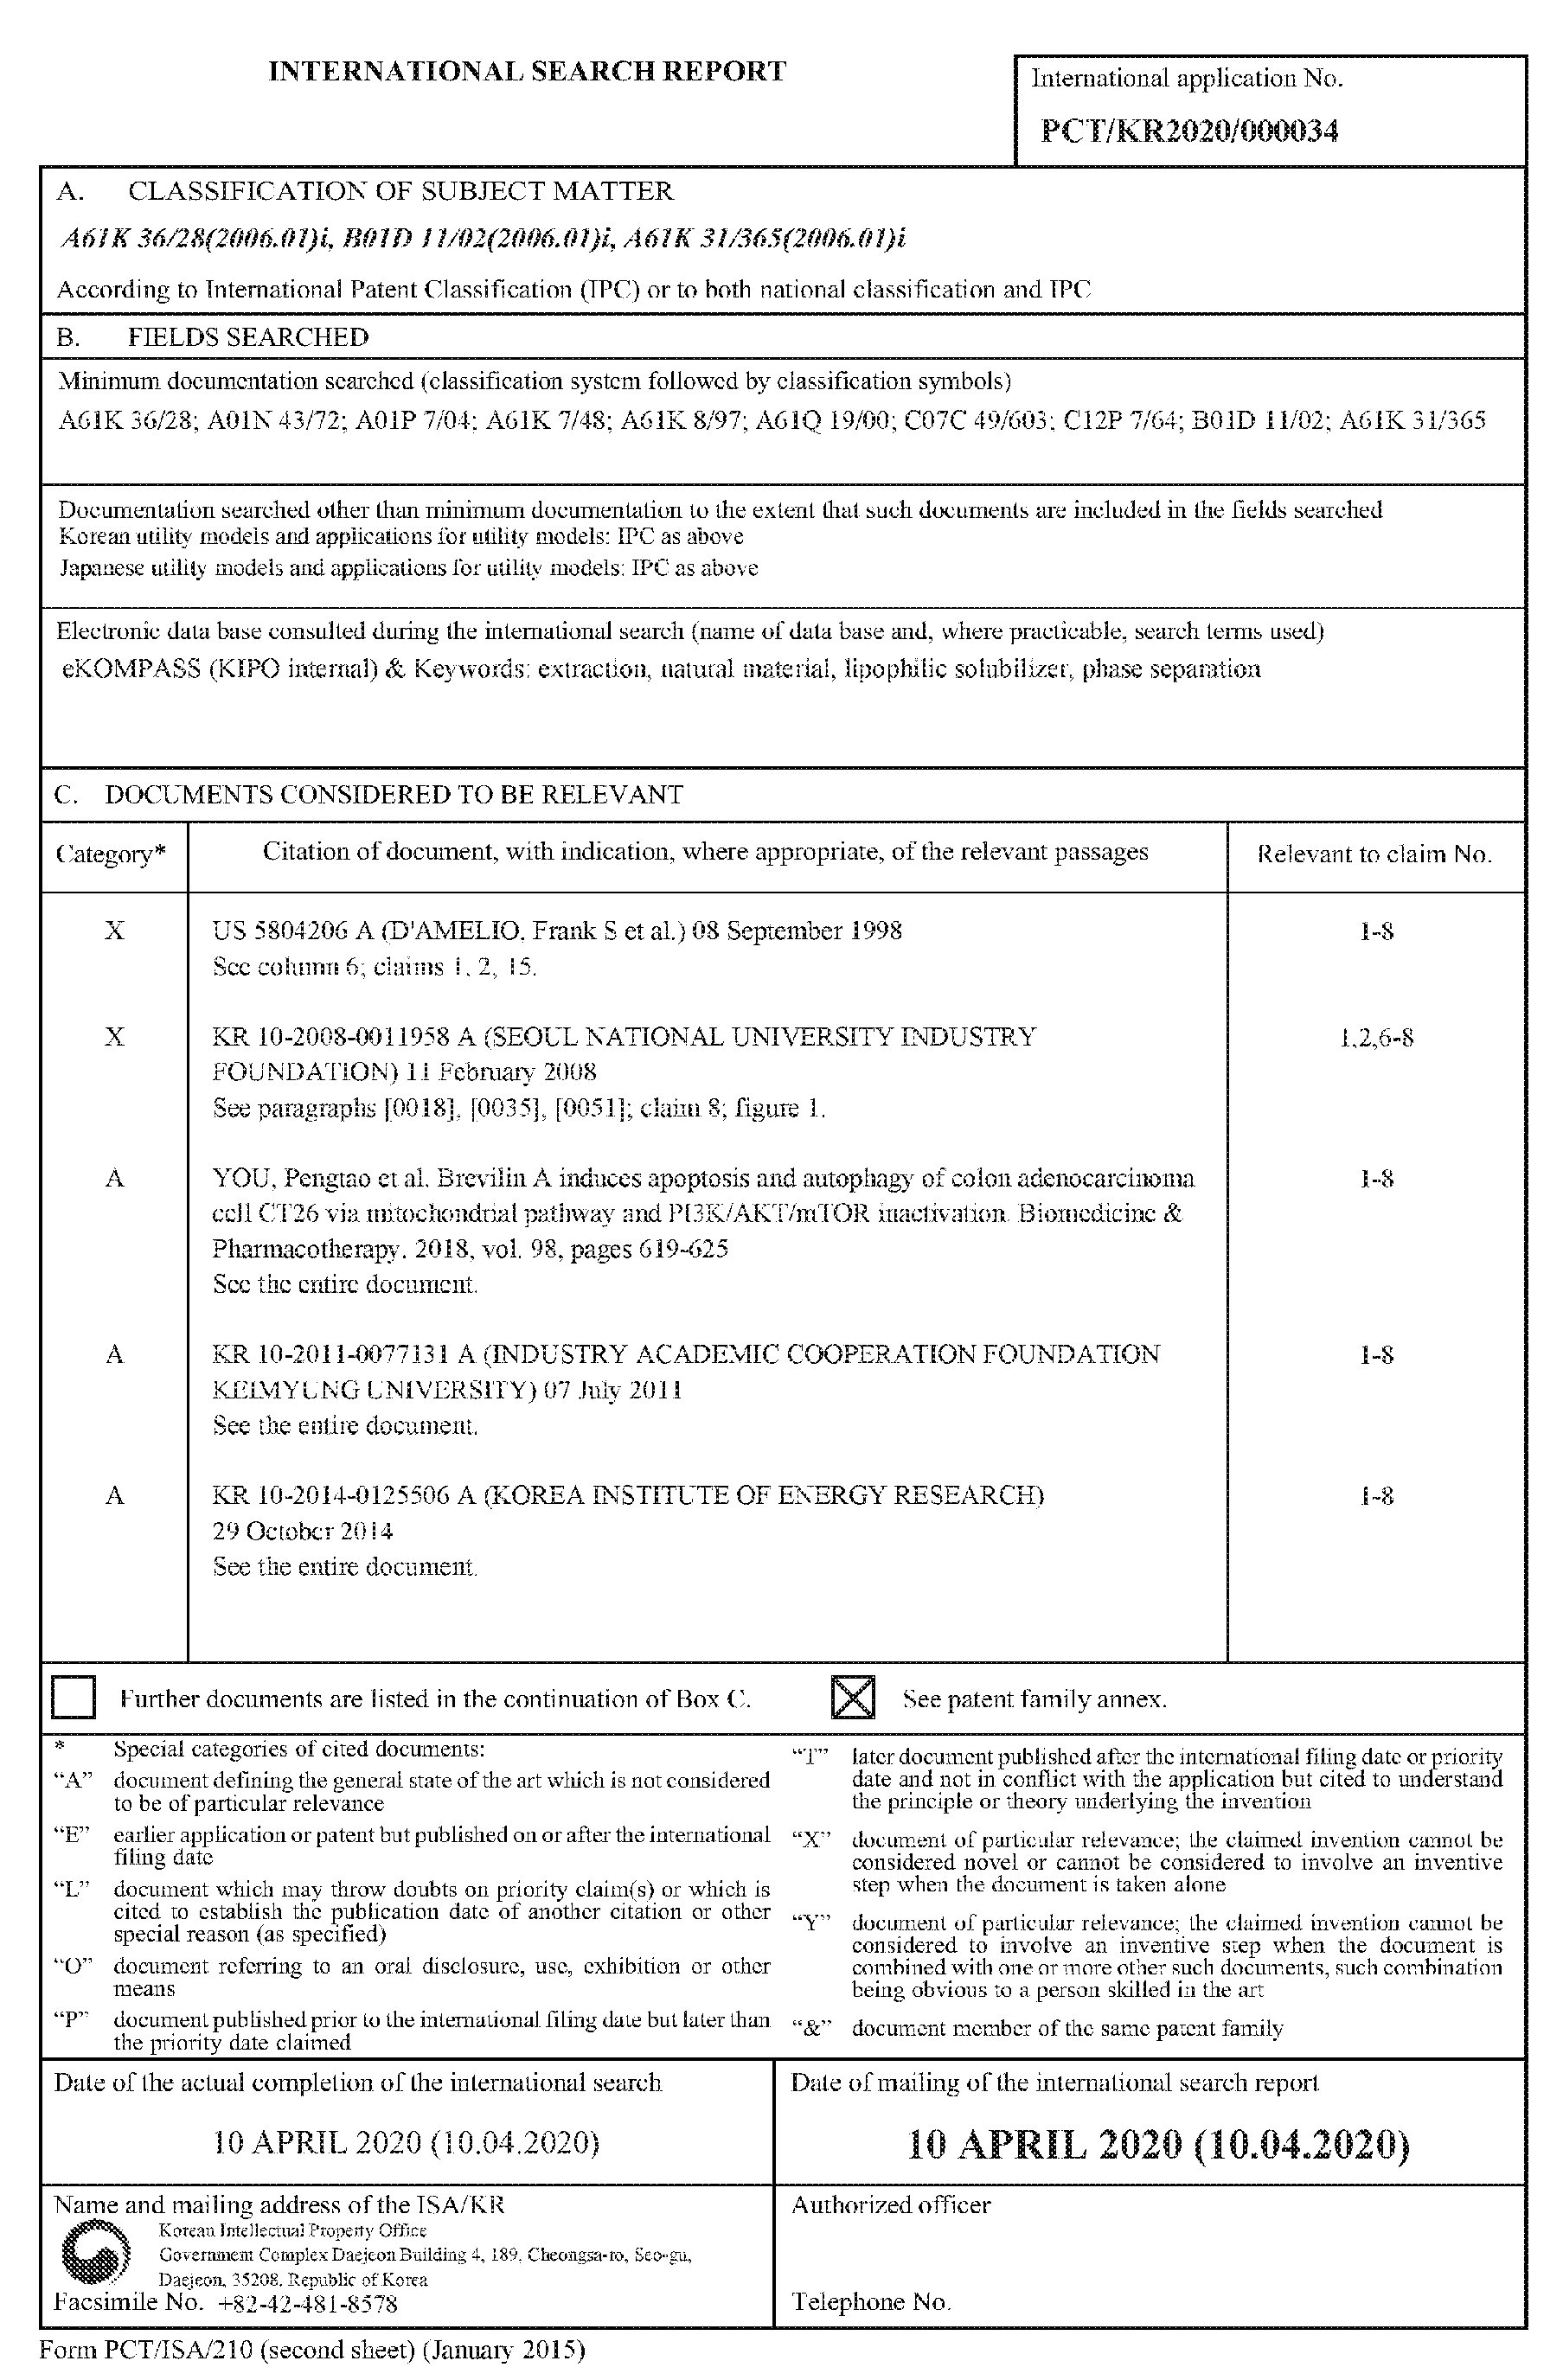 INTERNATIONAL SEARCH REPORT
International application No.
PCT/KR2020/000034
A. CLASSIFICATION OF SUBJECT MATTER
A61K 36/28(2006.01)i, B01D 11/02(2006.01)i, A61K 31/365(2006.01)i
According to International Patent Classification (IPC) or to both national classification and IPC
B. FIELDS SEARCHED
Minimum documentation searched (classification system followed by classification symbols)
A61K 36/28; A01N 43/72; A01P 7/04; A61K 7/48; A61K 8/97; A61Q 19/00; C07C 49/603; C12P 7/64; B01D 11/02; A61K 31/365
Documentation searched other than minimum documentation to the extent that such documents are included in the fields searched
Korean utility models and applications for utility models: IPC as above
Japanese utility models and applications for utility models: IPC as above
Electronic data base consulted during the international search (name of data base and, where practicable, search terms used)
eKOMPASS (KIPO internal) & Keywords: extraction, natural material, lipophilic solubilizer, phase separation
C. DOCUMENTS CONSIDERED TO BE RELEVANT
Category* Citation of document, with indication, where appropriate, of the relevant passages Relevant to claim No.
X US 5804206 A (D'AMELIO, Frank S et al.) 08 September 1998 1-8
See column 6; claims 1, 2, 15.
X KR 10-2008-0011958 A (SEOUL NATIONAL UNIVERSITY INDUSTRY 1,2,6-8
FOUNDATION) 11 February 2008
See paragraphs [0018], [0035], [0051]; claim 8; figure 1.
A YOU, Pengtao et al. Brevilin A induces apoptosis and autophagy of colon adenocarcinoma 1-8
cell CT26 via mitochondrial pathway and PI3K/AKT/mTOR inactivation. Biomedicine &
Pharmacotherapy. 2018, vol. 98, pages 619-625
See the entire document.
A KR 10-2011-0077131 A (INDUSTRY ACADEMIC COOPERATION FOUNDATION 1-8
KEIMYUNG UNIVERSITY) 07 July 2011
See the entire document.
A KR 10-2014-0125506 A (KOREA INSTITUTE OF ENERGY RESEARCH) 1-8
29 October 2014
See the entire document.
Further documents are listed in the continuation of Box C.
See patent family annex.
* Special categories of cited documents:
"A" document defining the general state of the art which is not considered
to be of particular relevance
"E" earlier application or patent but published on or after the international
filing date
"L" document which may throw doubts on priority claim(s) or which is
cited to establish the publication date of another citation or other
special reason (as specified)
"O" document referring to an oral disclosure, use, exhibition or other
means
"P" document published prior to the international filing date but later than
the priority date claimed
"T" later document published after the international filing date or priority
date and not in conflict with the application but cited to understand
the principle or theory underlying the invention
"X" document of particular relevance; the claimed invention cannot be
considered novel or cannot be considered to involve an inventive
step when the document is taken alone
"Y" document of particular relevance; the claimed invention cannot be
considered to involve an inventive step when the document is
combined with one or more other such documents, such combination
being obvious to a person skilled in the art
"&" document member of the same patent family
Date of the actual completion of the international search
10 APRIL 2020 (10.04.2020)
Date of mailing of the international search report
10 APRIL 2020 (10.04.2020)
Name and mailing address of the ISA/KR
Korean Intellectual Property Office
Government Complex Daejeon Building 4, 189, Cheongsa-ro, Seo-gu,
Daejeon, 35208, Republic of Korea
Facsimile No. +82-42-481-8578
Authorized officer
Telephone No.
Form PCT/ISA/210 (second sheet) (January 2015)